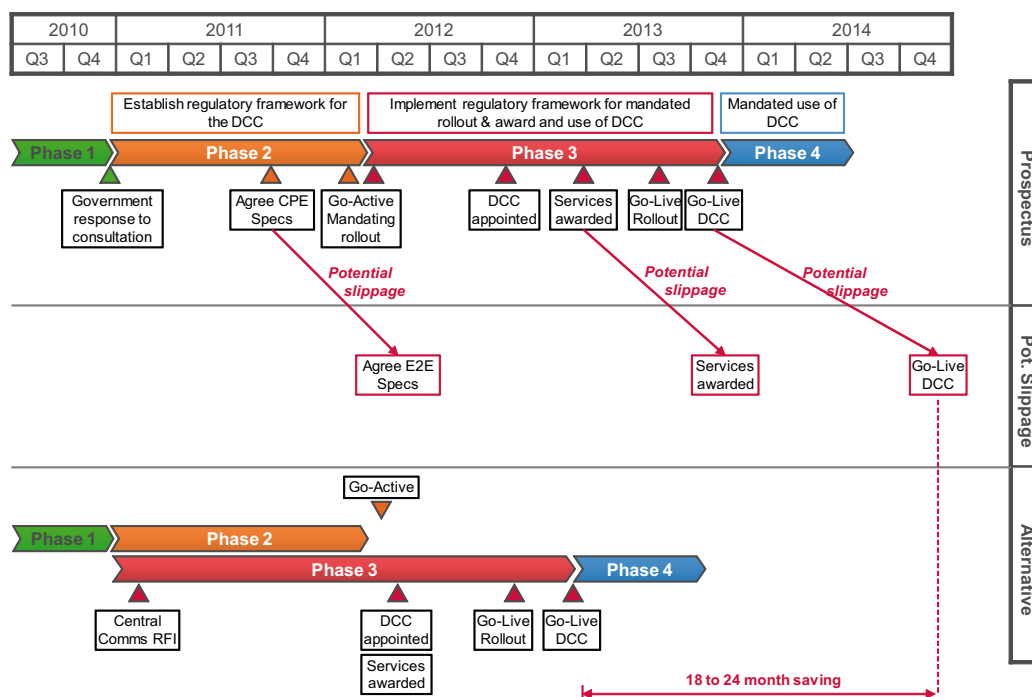 2010 2011 2012 2013 2014
Q3 Q4 Q1 Q2 Q3 Q4 Q1 Q2 Q3 Q4 Q1 Q2 Q3 Q4 Q1 Q2 Q3 Q4
Establish regulatory framework for
the DCC
Implement regulatory framework for mandated
rollout & award and use of DCC
Mandated use of
DCC
Phase 1 Phase 2 Phase 3 Phase 4
Government
response to
consultation
Agree CPE
Specs
Go-Active
Mandating
rollout
DCC
appointed
Services
awarded
Go-Live
Rollout
Go-Live
DCC
Prospectus
Potential
slippage
Potential
slippage
Potential
slippage
Agree E2E
Specs
Services
awarded
Go-Live
DCC
Pot. Slippage
Go-Active
Phase 1 Phase 2
Phase 3 Phase 4
Central
Comms RFI
DCC
appointed
Services
awarded
Go-Live
Rollout
Go-Live
DCC
Alternative
18 to 24 month saving